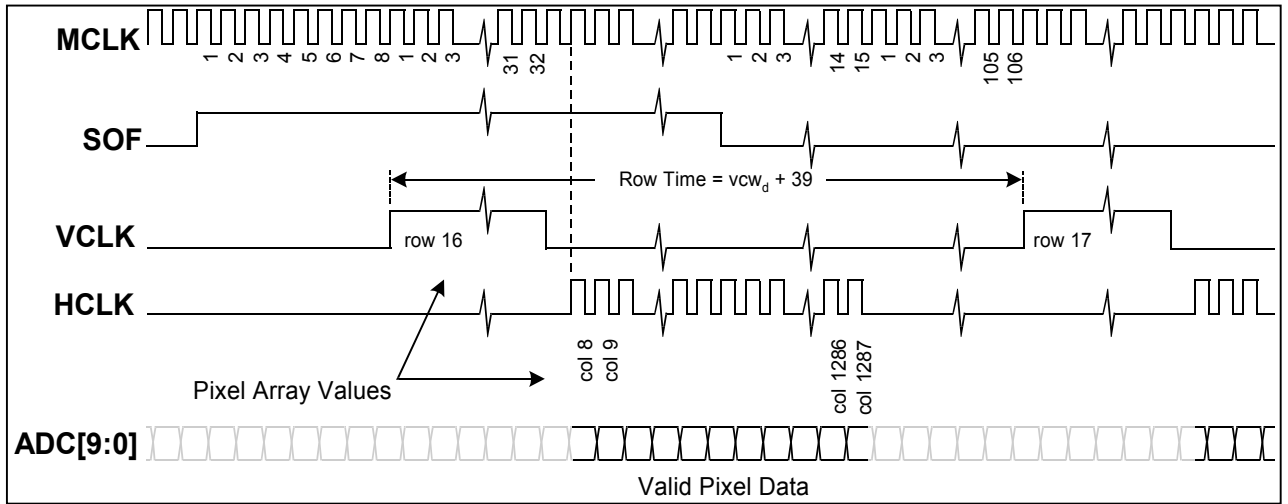 MCLK
1 2 3 4 5 6 7 8 1 2 3 31 32 1 2 3 14 15 1 2 3 105 106
SOF
Row Time = vcw_d + 39
VCLK
row 16 row 17
HCLK
col 8 col 9 col 1286 col 1287
Pixel Array Values
ADC[9:0]
Valid Pixel Data